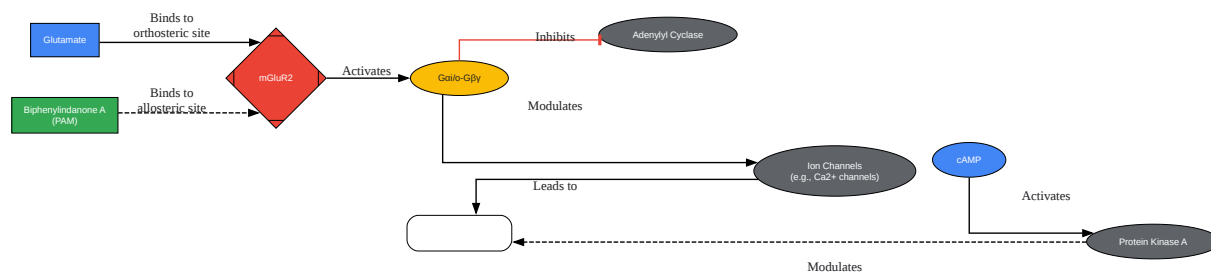 Glutamate
Binds to
orthosteric site
Biphenylindanone A
(PAM)
Binds to
allosteric site
mGluR2
Activates
Gαi/o-Gβγ
Inhibits
Adenylyl Cyclase
Modulates
Ion Channels
(e.g., Ca2+ channels)
Leads to
cAMP
Activates
Protein Kinase A
Modulates